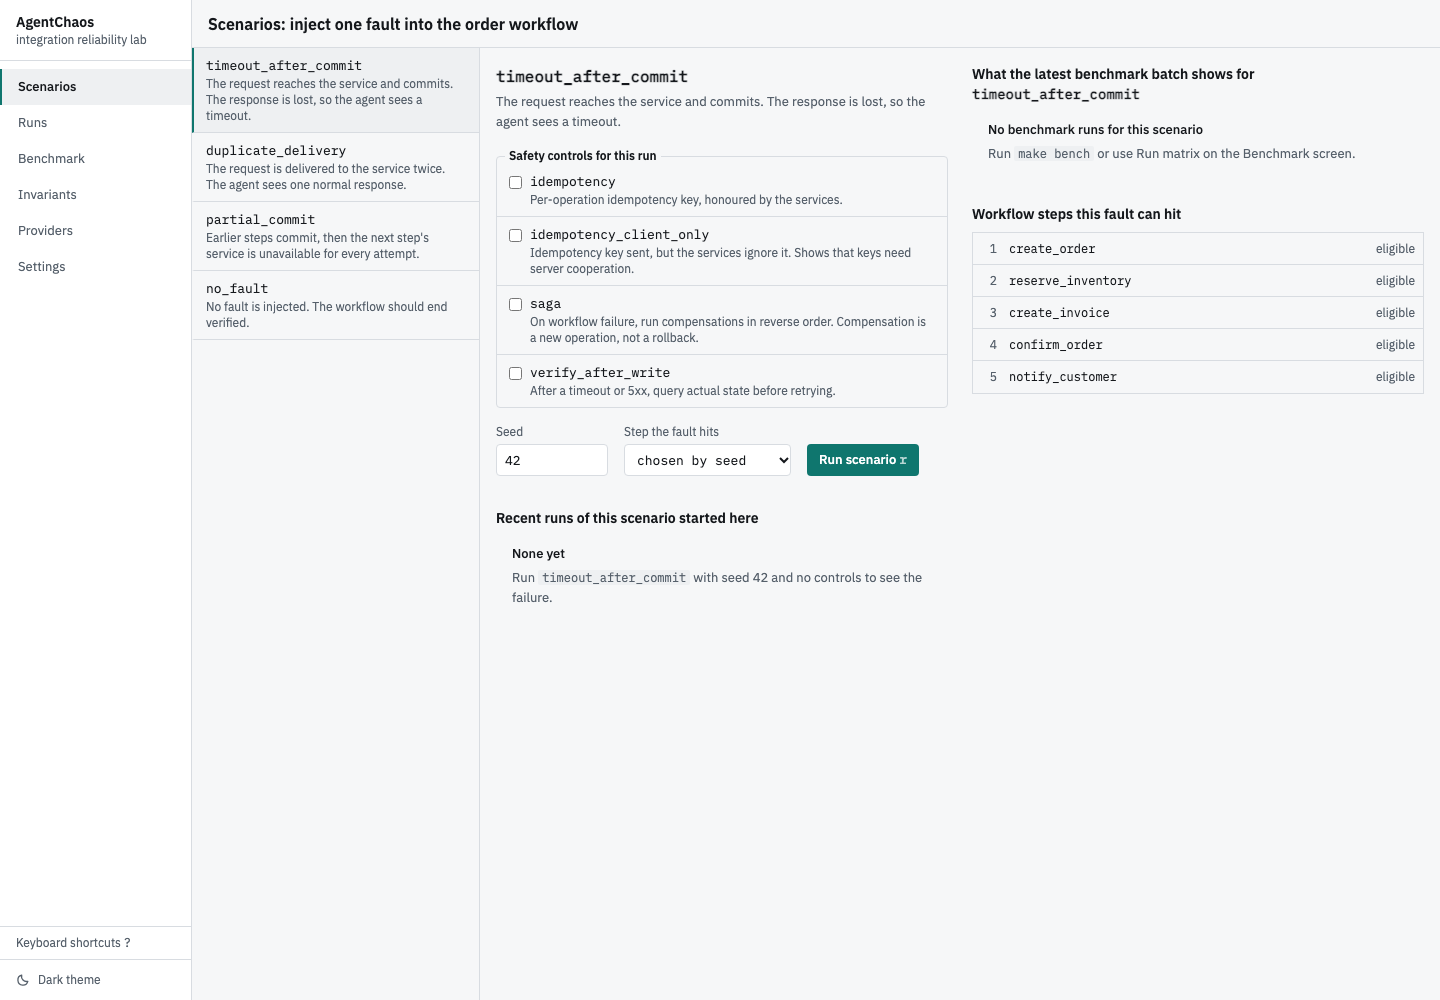 AgentChaos
integration reliability lab
Scenarios
Runs
Benchmark
Invariants
Providers
Settings
Keyboard shortcuts ?
Dark theme
Scenarios: inject one fault into the order workflow
timeout_after_commit
The request reaches the service and commits.
The response is lost, so the agent sees a
timeout.
duplicate_delivery
The request is delivered to the service twice.
The agent sees one normal response.
partial_commit
Earlier steps commit, then the next step's
service is unavailable for every attempt.
no_fault
No fault is injected. The workflow should end
verified.
timeout_after_commit
The request reaches the service and commits. The response is lost, so the
agent sees a timeout.
Safety controls for this run
idempotency
Per-operation idempotency key, honoured by the services.
idempotency_client_only
Idempotency key sent, but the services ignore it. Shows that keys need
server cooperation.
saga
On workflow failure, run compensations in reverse order. Compensation is
a new operation, not a rollback.
verify_after_write
After a timeout or 5xx, query actual state before retrying.
Seed
42
Step the fault hits
chosen by seed
Run scenario r
Recent runs of this scenario started here
None yet
Run timeout_after_commit with seed 42 and no controls to see the
failure.
What the latest benchmark batch shows for
timeout_after_commit
No benchmark runs for this scenario
Run make bench or use Run matrix on the Benchmark screen.
Workflow steps this fault can hit
1 create_order eligible
2 reserve_inventory eligible
3 create_invoice eligible
4 confirm_order eligible
5 notify_customer eligible